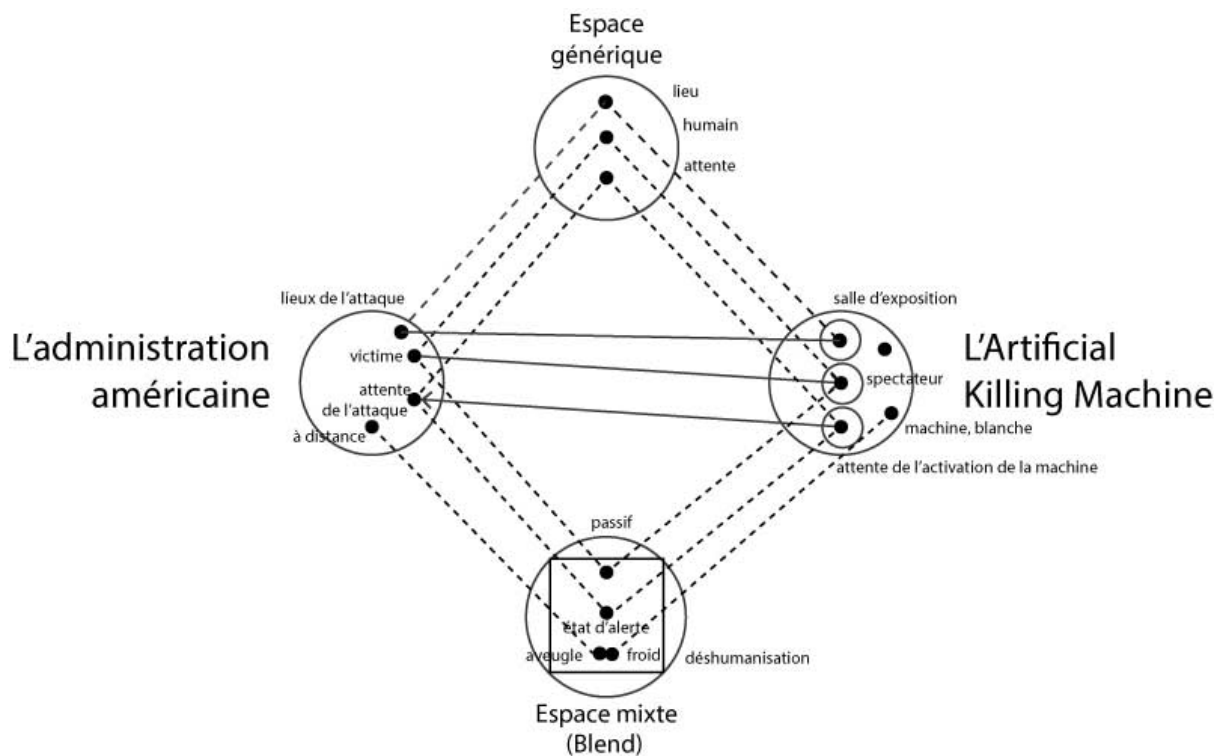 Espace
générique
lieu
humain
attente
lieux de l'attaque
salle d'exposition
L'administration
américaine
victime
attente
de l'attaque
à distance
L'Artificial
Killing Machine
spectateur
machine, blanche
attente de l'activation de la machine
passif
état d'alerte
aveugle
froid
déshumanisation
Espace mixte
(Blend)